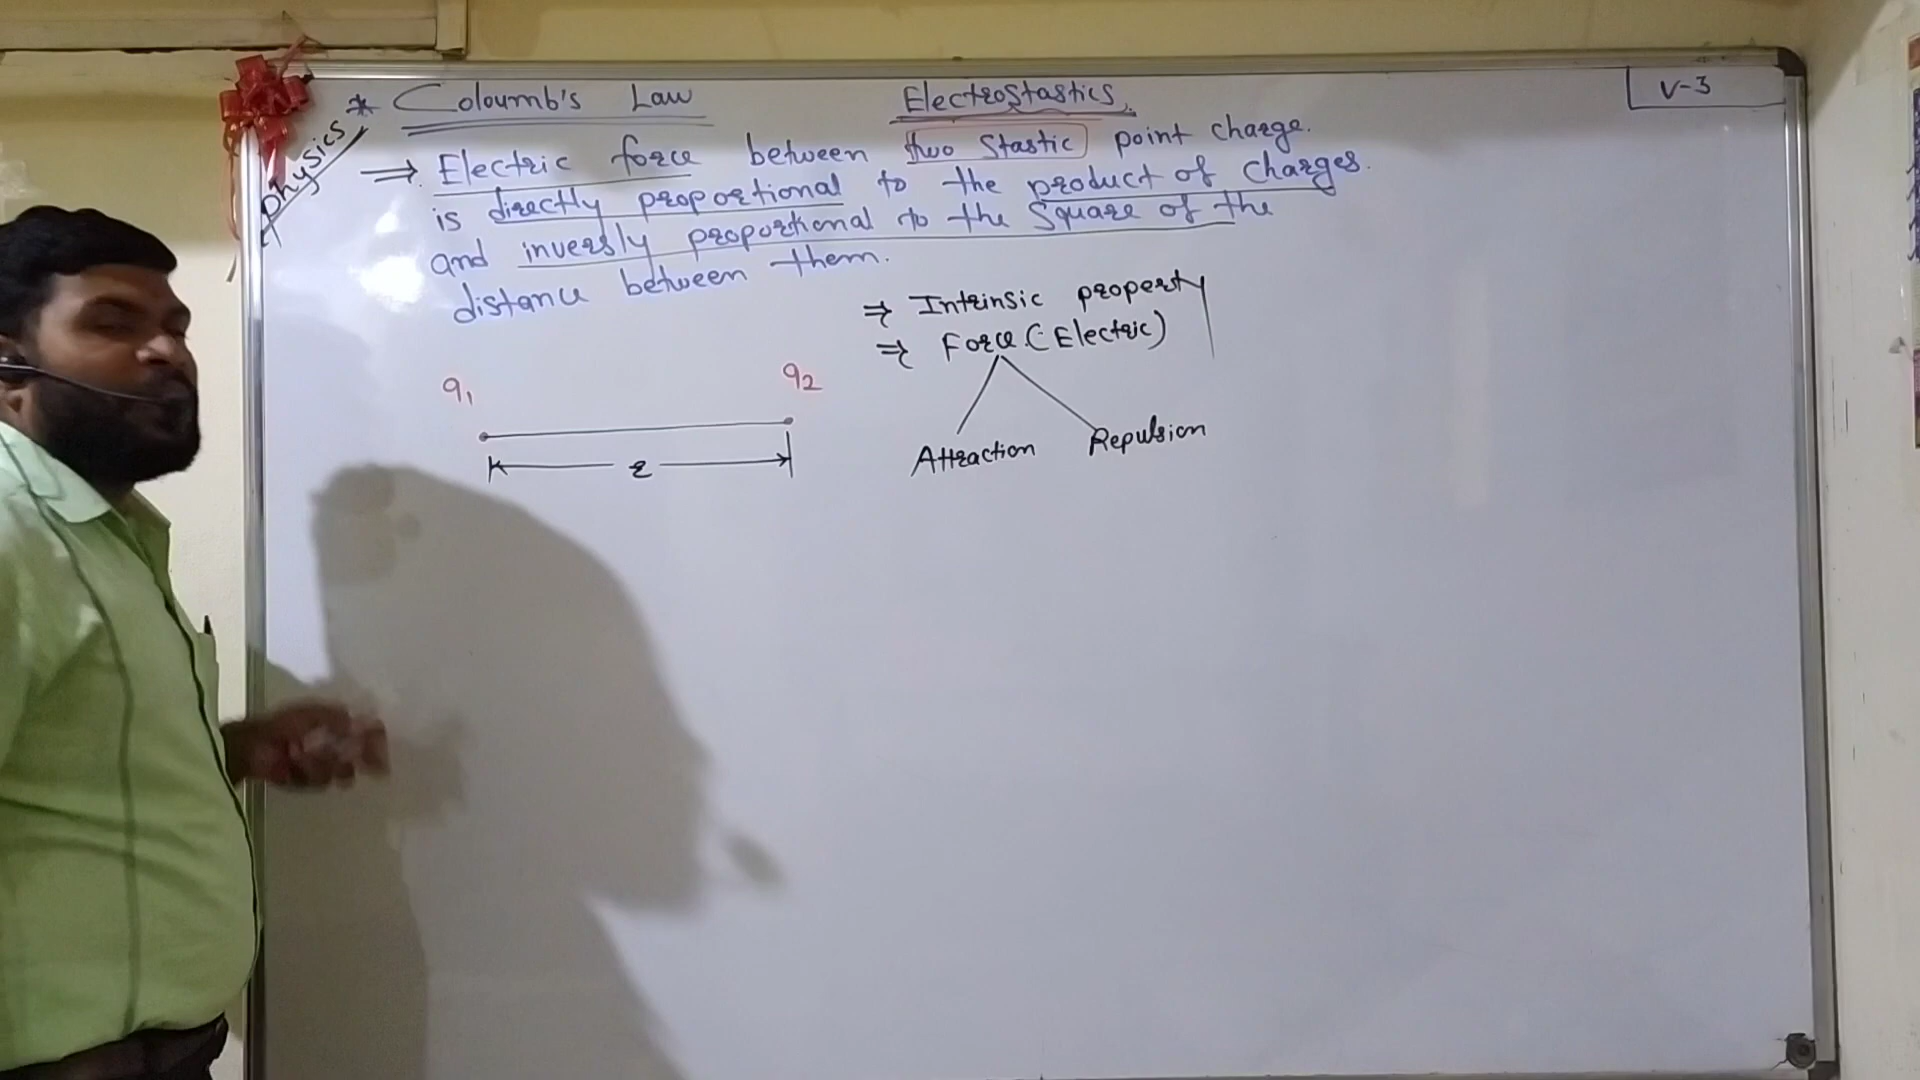 * Coloumb's Law Electrostastics V-3
physics
⇒ Electric force between two Stastic point charge.
is directly proportional to the product of charges.
and inversly proportional to the Square of the
distance between them.
⇒ Intrinsic property
⇒ Force (Electric)
q1 q2
Attraction Repulsion
r